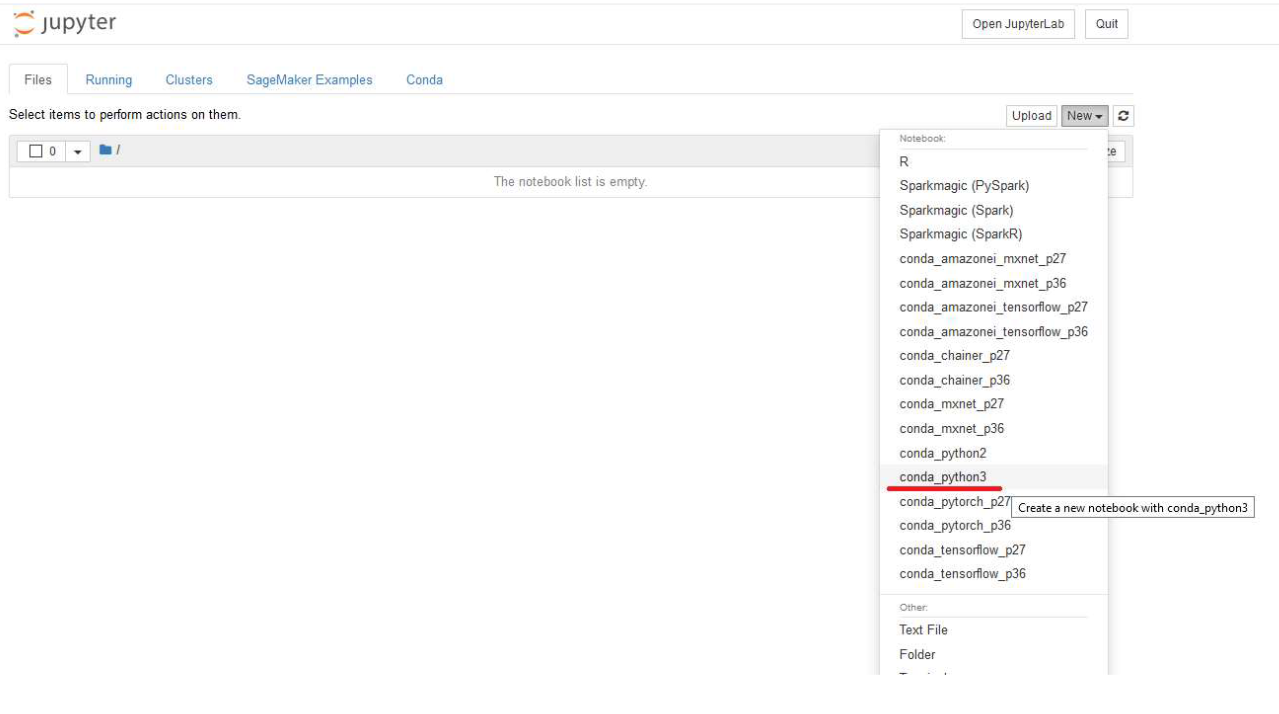 jupyter
Open JupyterLab Quit
Files Running Clusters SageMaker Examples Conda
Select items to perform actions on them.
Upload New
0 /
The notebook list is empty.
Notebook:
R
Sparkmagic (PySpark)
Sparkmagic (Spark)
Sparkmagic (SparkR)
conda_amazonei_mxnet_p27
conda_amazonei_mxnet_p36
conda_amazonei_tensorflow_p27
conda_amazonei_tensorflow_p36
conda_chainer_p27
conda_chainer_p36
conda_mxnet_p27
conda_mxnet_p36
conda_python2
conda_python3
conda_pytorch_p27
Create a new notebook with conda_python3
conda_pytorch_p36
conda_tensorflow_p27
conda_tensorflow_p36
Other:
Text File
Folder